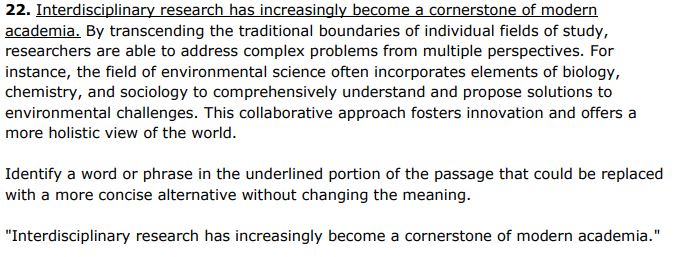 22. Interdisciplinary research has increasingly become a cornerstone of modern
academia. By transcending the traditional boundaries of individual fields of study,
researchers are able to address complex problems from multiple perspectives. For
instance, the field of environmental science often incorporates elements of biology,
chemistry, and sociology to comprehensively understand and propose solutions to
environmental challenges. This collaborative approach fosters innovation and offers a
more holistic view of the world.
Identify a word or phrase in the underlined portion of the passage that could be replaced
with a more concise alternative without changing the meaning.
"Interdisciplinary research has increasingly become a cornerstone of modern academia."